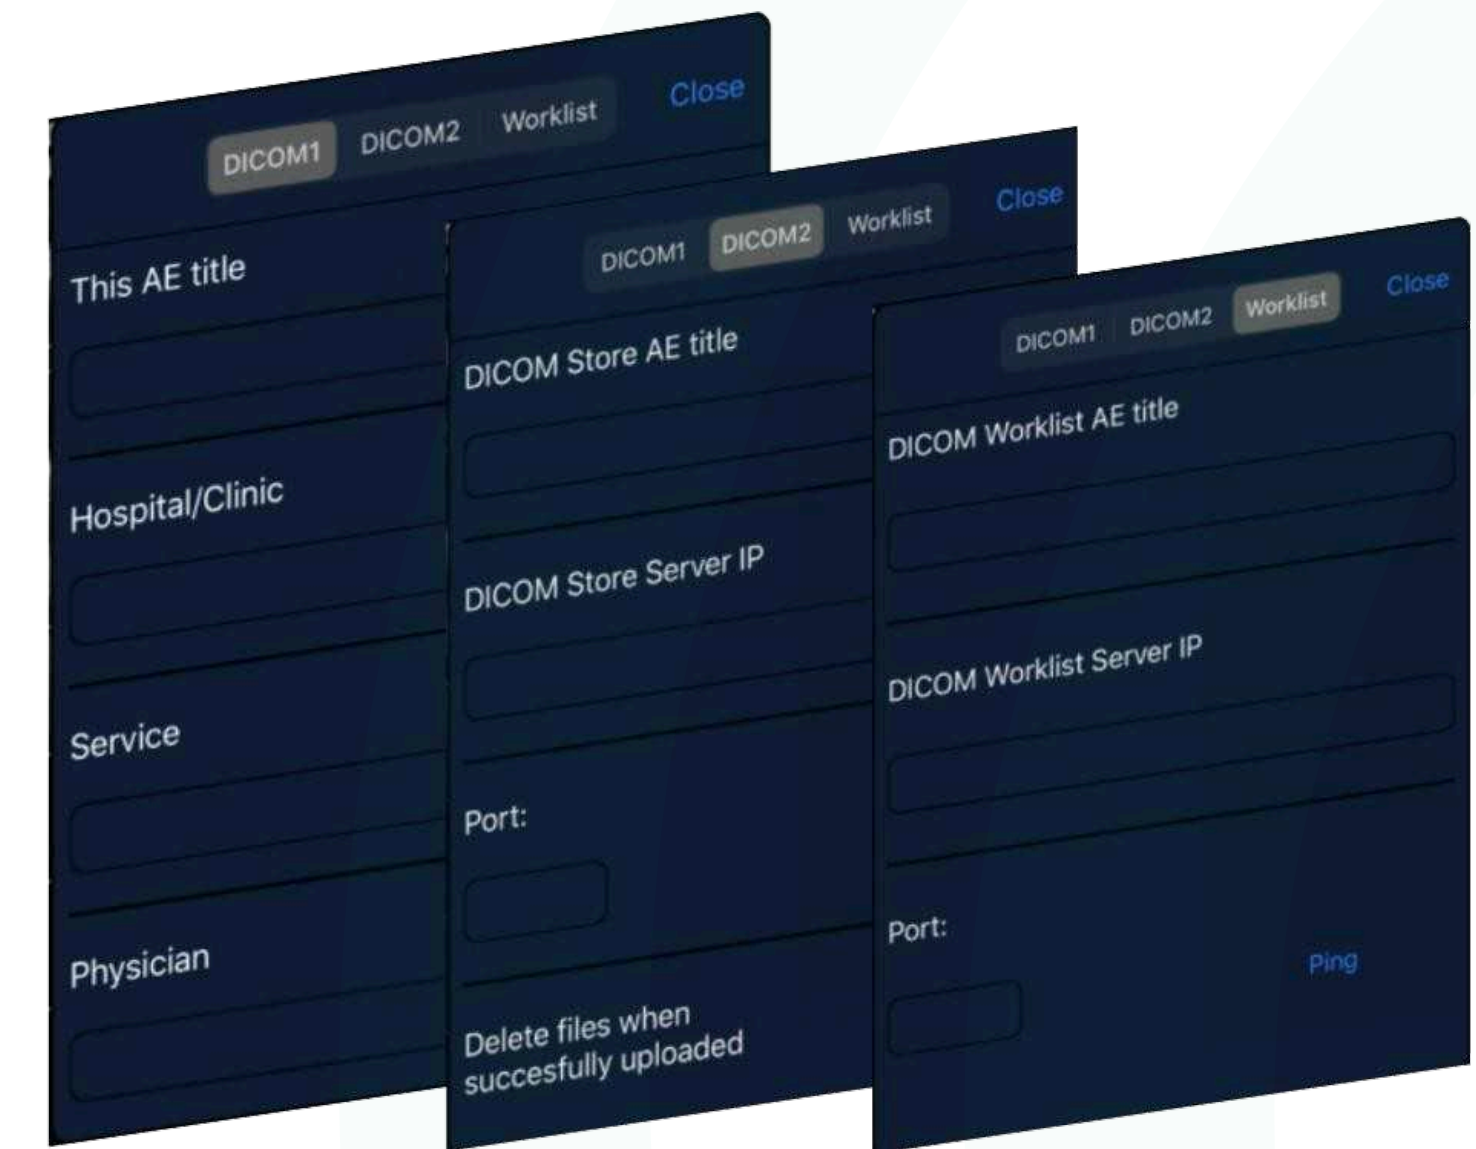 DICOM1 DICOM2 Worklist Close
This AE title
Hospital/Clinic
Service
Physician
DICOM1 DICOM2 Worklist Close
DICOM Store AE title
DICOM Store Server IP
Port:
Delete files when
succesfully uploaded
DICOM1 DICOM2 Worklist Close
DICOM Worklist AE title
DICOM Worklist Server IP
Port:
Ping